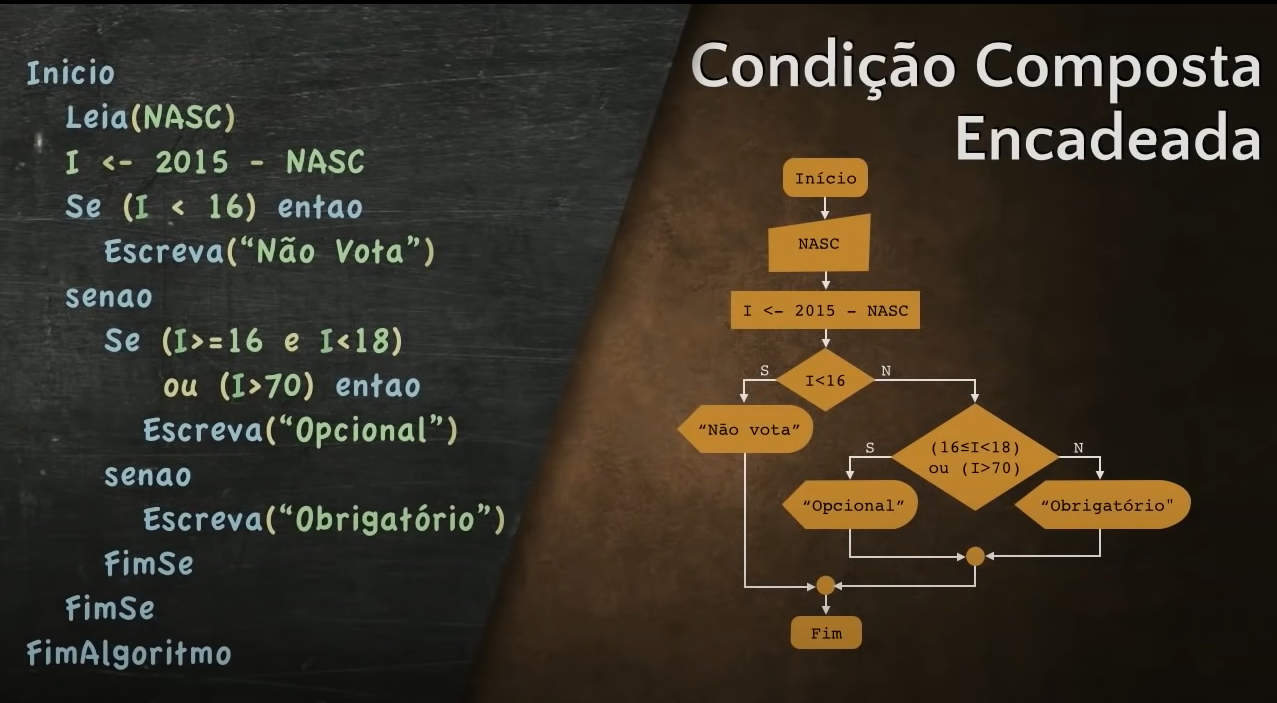 Inicio
Leia(NASC)
I <- 2015 - NASC
Se (I < 16) entao
Escreva(“Não Vota”)
senao
Se (I>=16 e I<18)
ou (I>70) entao
Escreva(“Opcional”)
senao
Escreva(“Obrigatório”)
FimSe
FimSe
FimAlgoritmo
Condição Composta
Encadeada
Início
NASC
I <- 2015 - NASC
S
N
I<16
“Não vota”
S
N
(16≤I<18)
ou (I>70)
“Opcional”
“Obrigatório"
Fim